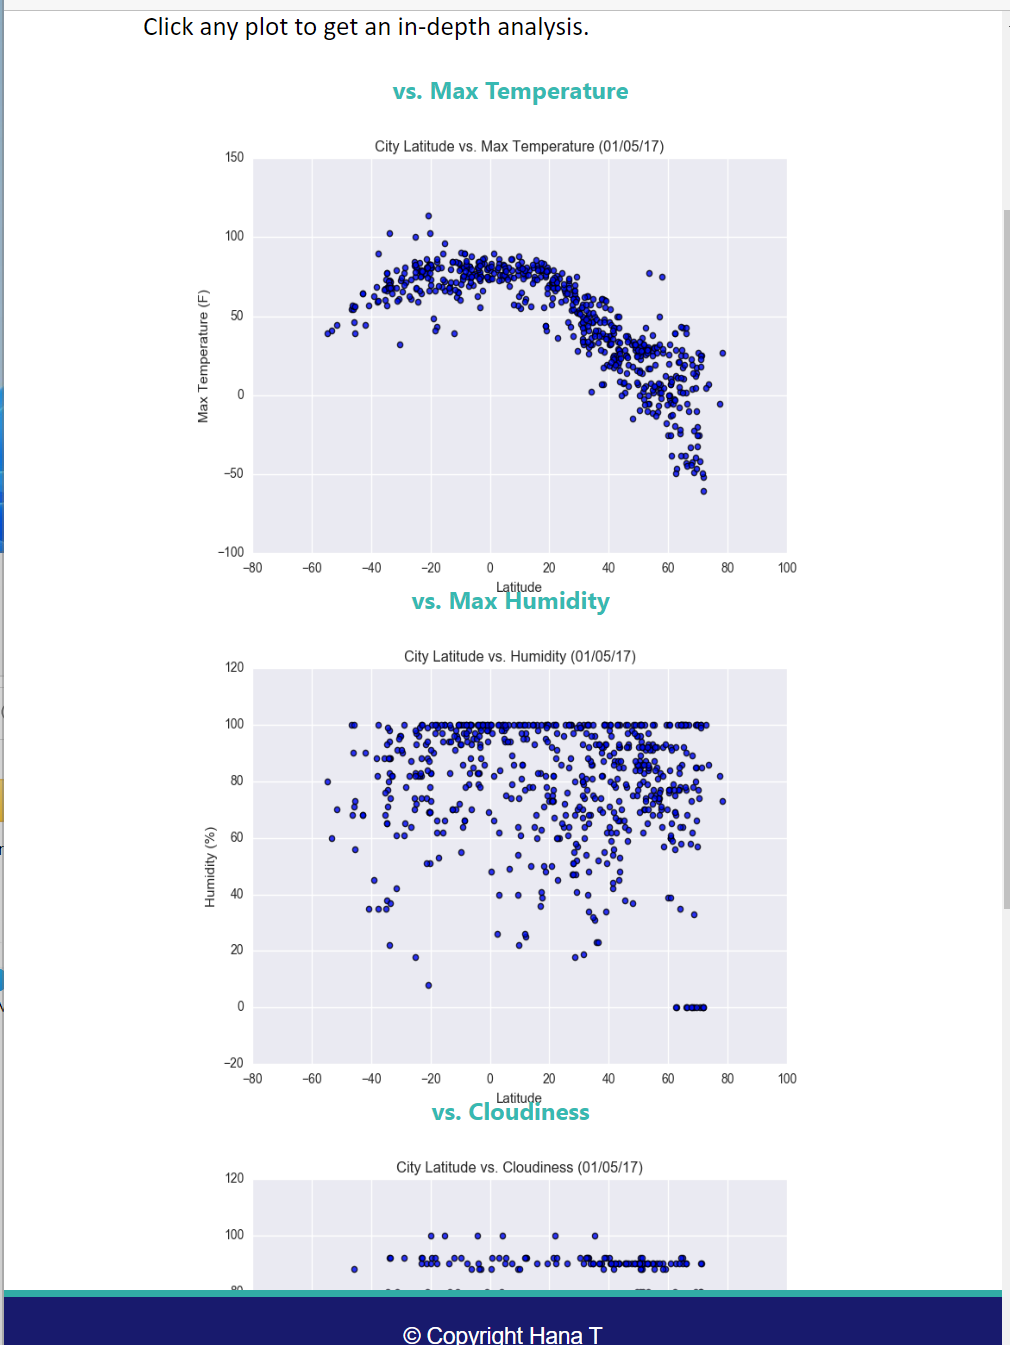 Click any plot to get an in-depth analysis.
vs. Max Temperature
City Latitude vs. Max Temperature (01/05/17)
150
100
50
0
−50
−100
Max Temperature (F)
−80 −60 −40 −20 0 20 40 60 80 100
Latitude
vs. Max Humidity
City Latitude vs. Humidity (01/05/17)
120
100
80
60
40
20
0
−20
Humidity (%)
−80 −60 −40 −20 0 20 40 60 80 100
Latitude
vs. Cloudiness
City Latitude vs. Cloudiness (01/05/17)
120
100
80
© Copyright Hana T